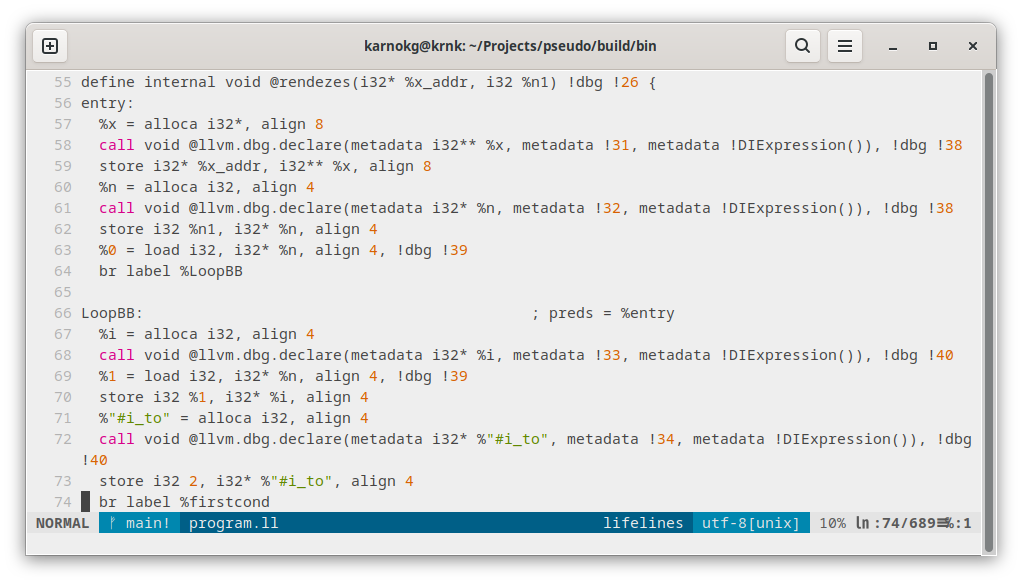 karnokg@krnk: ~/Projects/pseudo/build/bin
55 define internal void @rendezes(i32* %x_addr, i32 %n1) !dbg !26 {
56 entry:
57   %x = alloca i32*, align 8
58   call void @llvm.dbg.declare(metadata i32** %x, metadata !31, metadata !DIExpression()), !dbg !38
59   store i32* %x_addr, i32** %x, align 8
60   %n = alloca i32, align 4
61   call void @llvm.dbg.declare(metadata i32* %n, metadata !32, metadata !DIExpression()), !dbg !38
62   store i32 %n1, i32* %n, align 4
63   %0 = load i32, i32* %n, align 4, !dbg !39
64   br label %LoopBB
65
66 LoopBB:                                           ; preds = %entry
67   %i = alloca i32, align 4
68   call void @llvm.dbg.declare(metadata i32* %i, metadata !33, metadata !DIExpression()), !dbg !40
69   %1 = load i32, i32* %n, align 4, !dbg !39
70   store i32 %1, i32* %i, align 4
71   %"#i_to" = alloca i32, align 4
72   call void @llvm.dbg.declare(metadata i32* %"#i_to", metadata !34, metadata !DIExpression()), !dbg
!40
73   store i32 2, i32* %"#i_to", align 4
74   br label %firstcond
NORMAL main! program.ll lifelines utf-8[unix] 10% ln :74/689≡%:1